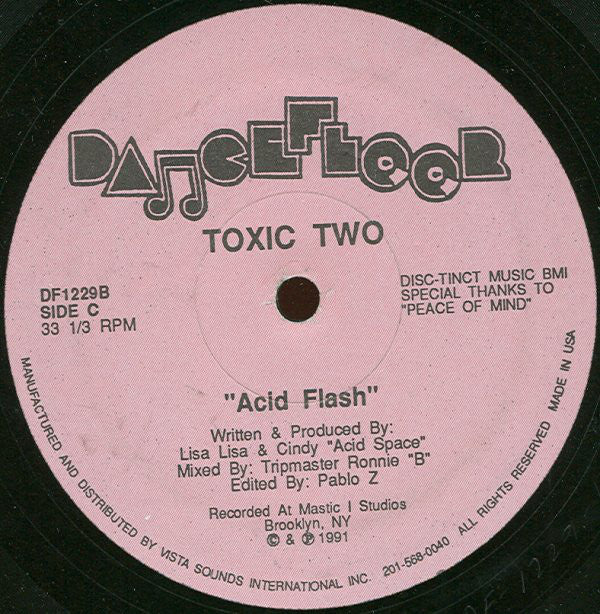 DANCEFLOOR
TOXIC TWO
DF1229B
SIDE C
33 1/3 RPM
DISC-TINCT MUSIC BMI
SPECIAL THANKS TO
"PEACE OF MIND"
"Acid Flash"
Written & Produced By:
Lisa Lisa & Cindy "Acid Space"
Mixed By: Tripmaster Ronnie "B"
Edited By: Pablo Z
Recorded At Mastic I Studios
Brooklyn, NY
© & ℗ 1991
MANUFACTURED AND DISTRIBUTED BY VISTA SOUNDS INTERNATIONAL INC. 201-568-0040 ALL RIGHTS RESERVED MADE IN USA